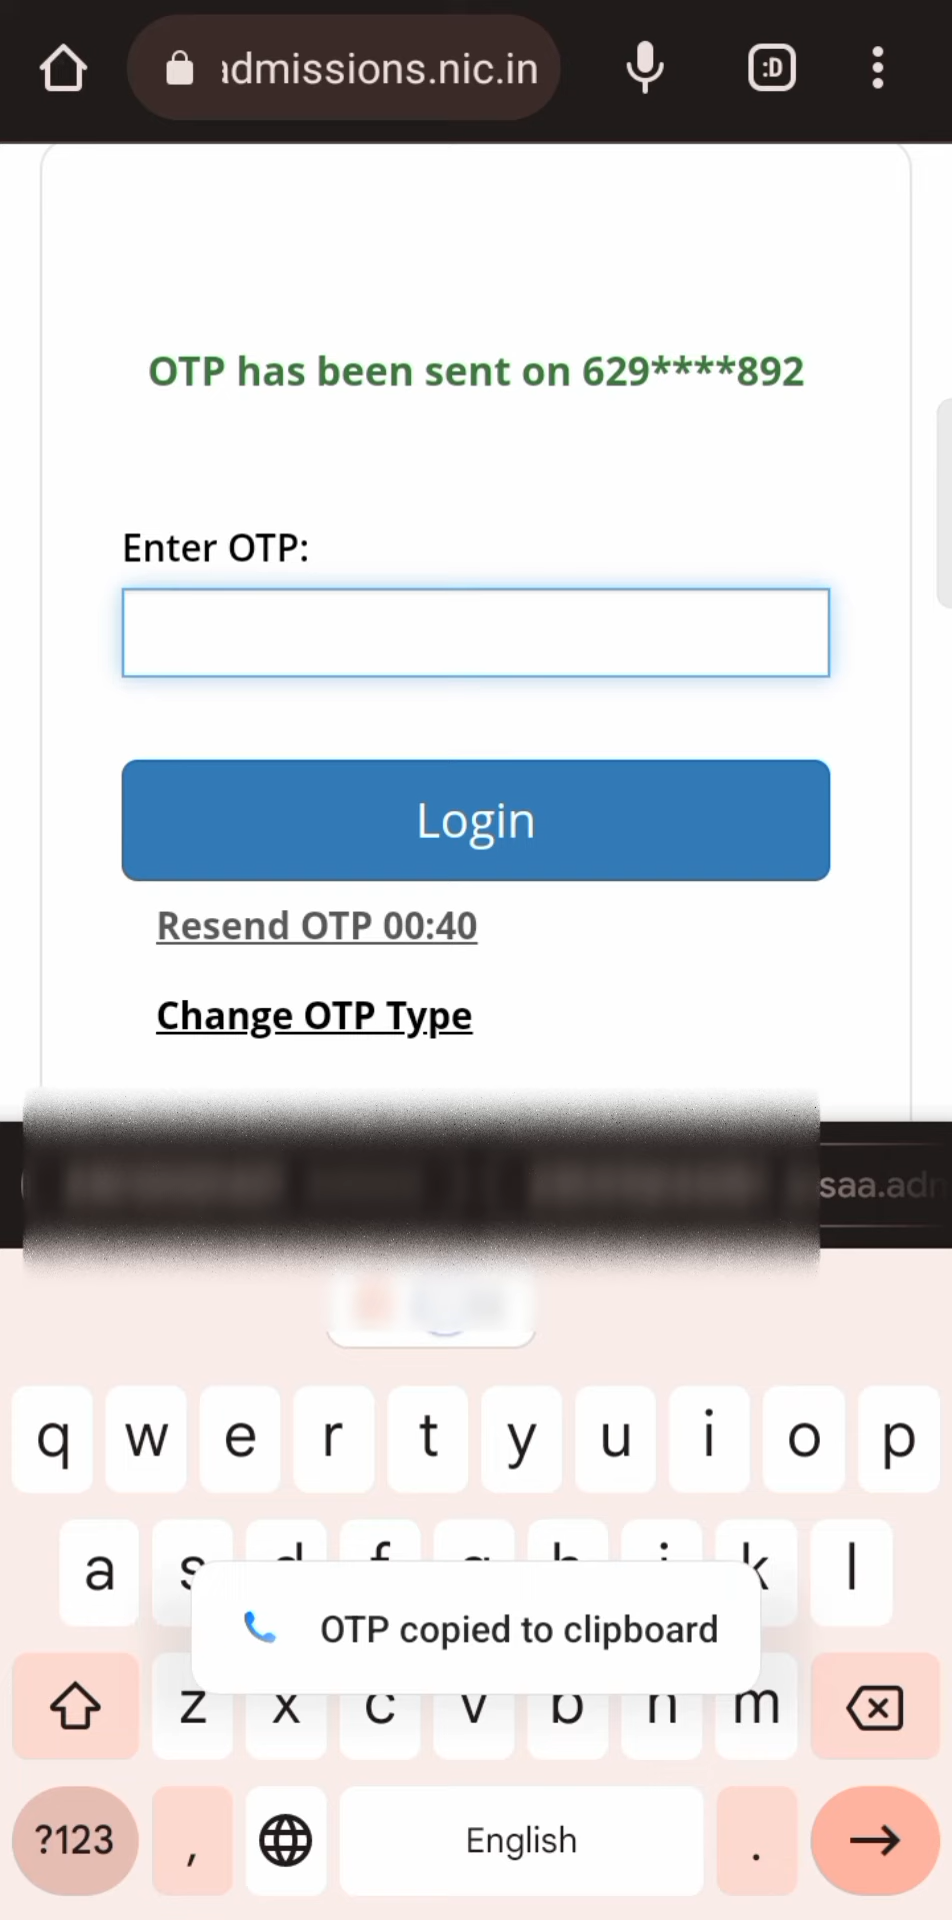 admissions.nic.in
:D
OTP has been sent on 629****892
Enter OTP:
Login
Resend OTP 00:40
Change OTP Type
saa.adn
q w e r t y u i o p
a s d f g h j k l
OTP copied to clipboard
z x c v b n m
?123 , English .